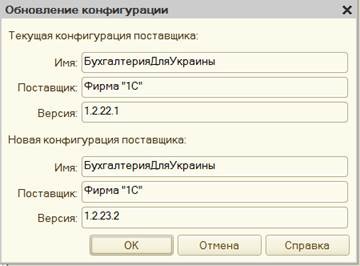 Обновление конфигурации
Текущая конфигурация поставщика:
Имя: БухгалтерияДляУкраины
Поставщик: Фирма "1С"
Версия: 1.2.22.1
Новая конфигурация поставщика:
Имя: БухгалтерияДляУкраины
Поставщик: Фирма "1С"
Версия: 1.2.23.2
ОК Отмена Справка